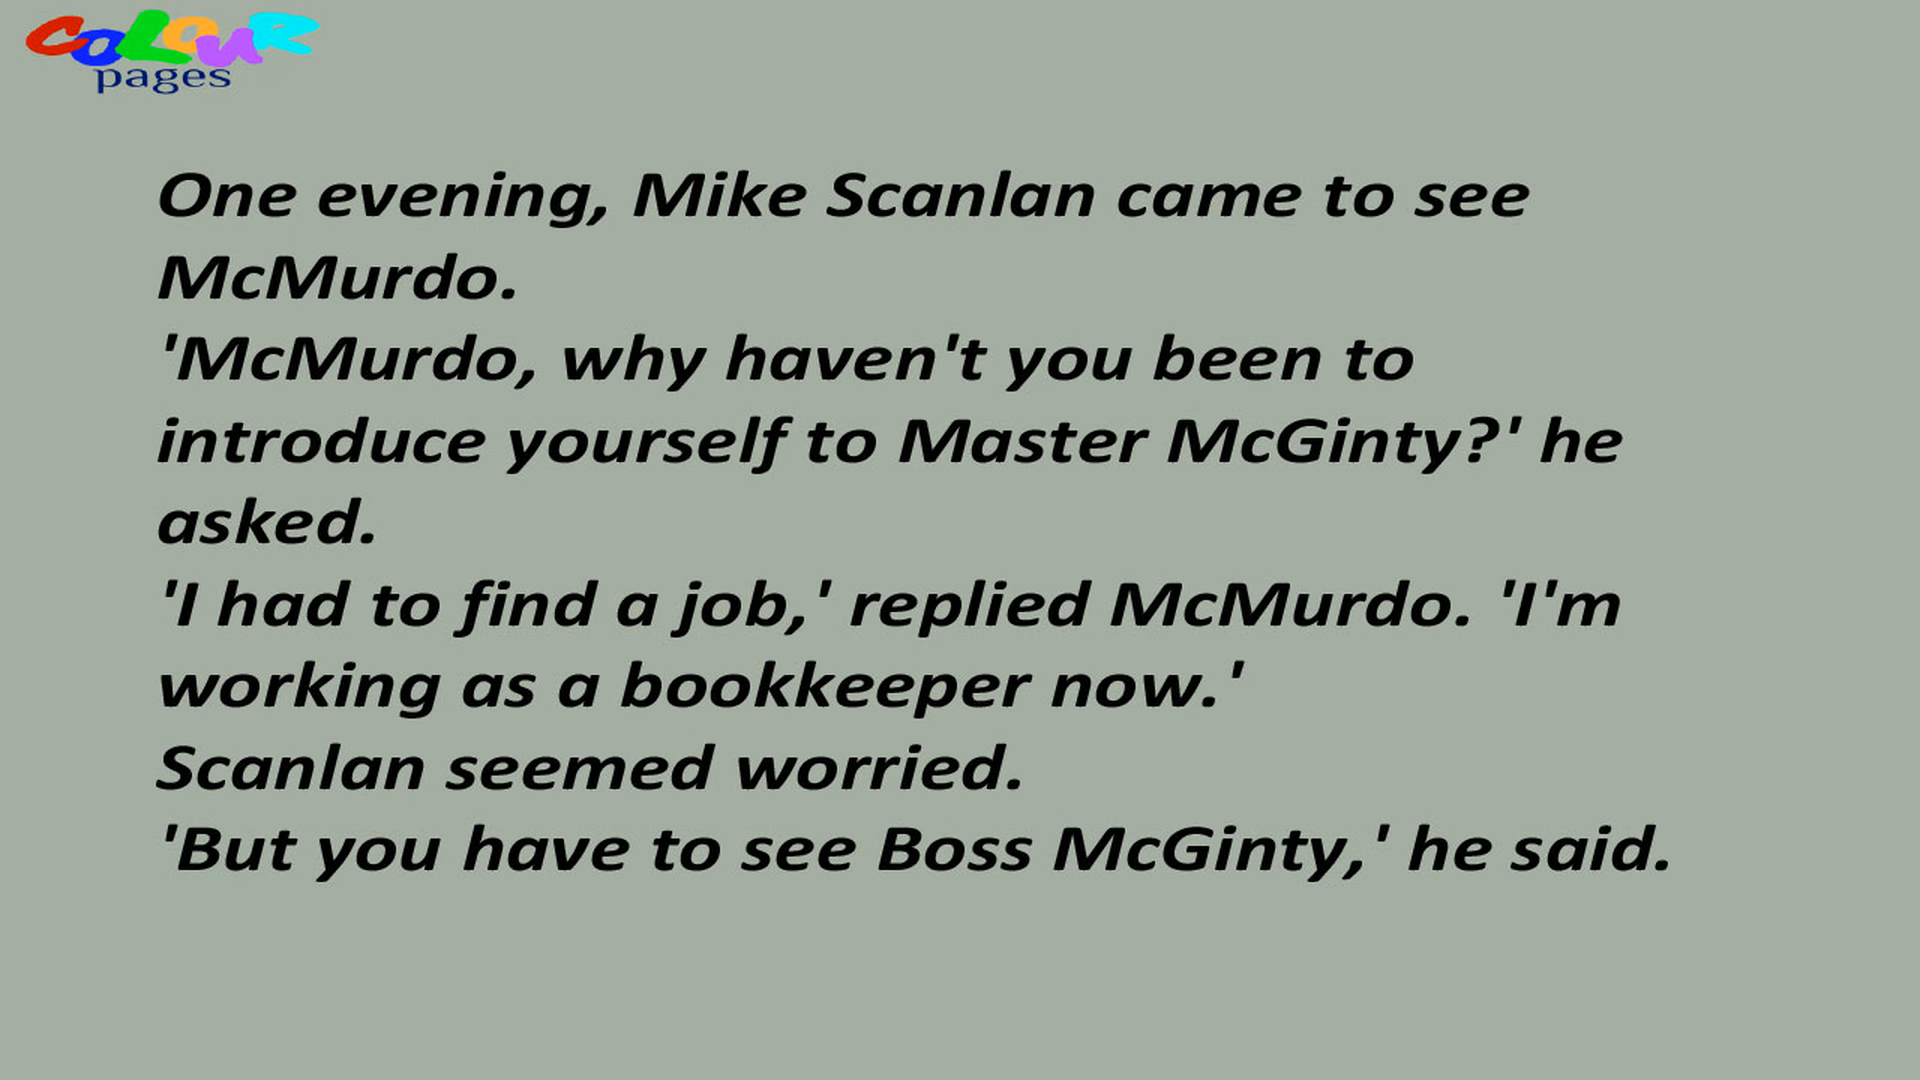 COLOUR
pages
One evening, Mike Scanlan came to see
McMurdo.
'McMurdo, why haven't you been to
introduce yourself to Master McGinty?' he
asked.
'I had to find a job,' replied McMurdo. 'I'm
working as a bookkeeper now.'
Scanlan seemed worried.
'But you have to see Boss McGinty,' he said.